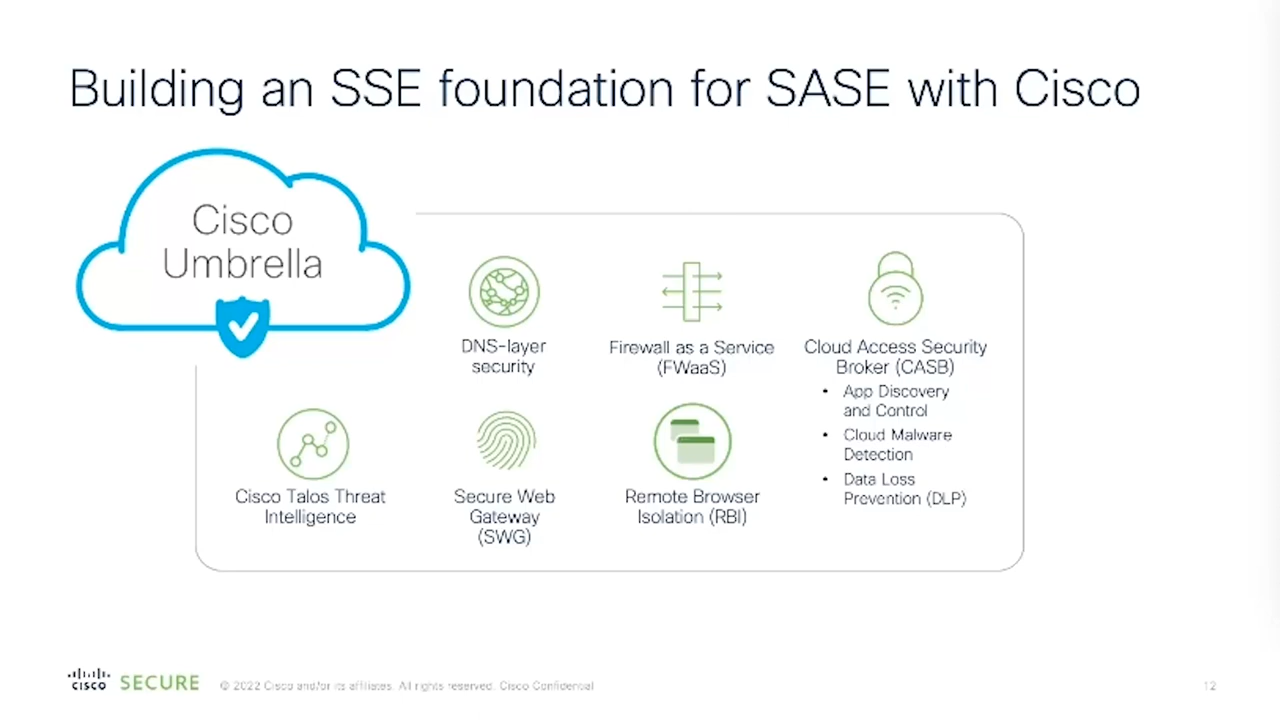 Building an SSE foundation for SASE with Cisco
Cisco
Umbrella
DNS-layer
security
Firewall as a Service
(FWaaS)
Cloud Access Security
Broker (CASB)
• App Discovery
and Control
• Cloud Malware
Detection
• Data Loss
Prevention (DLP)
Cisco Talos Threat
Intelligence
Secure Web
Gateway
(SWG)
Remote Browser
Isolation (RBI)
CISCO SECURE © 2022 Cisco and/or its affiliates. All rights reserved. Cisco Confidential 12